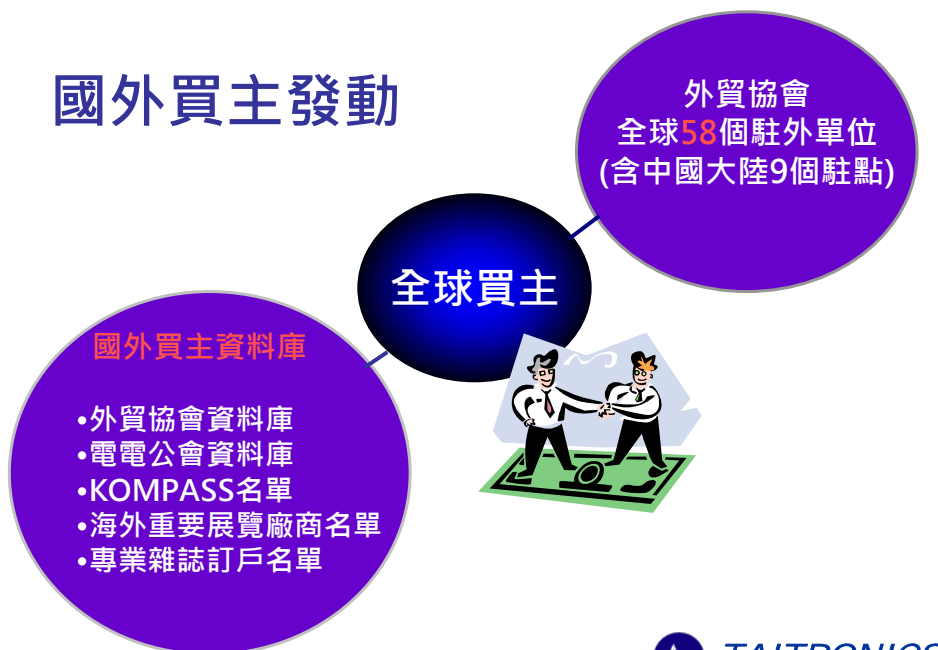 國外買主發動
外貿協會
全球58個駐外單位
(含中國大陸9個駐點)
全球買主
國外買主資料庫
•外貿協會資料庫
•電電公會資料庫
•KOMPASS名單
•海外重要展覽廠商名單
•專業雜誌訂戶名單
TAITRONICS